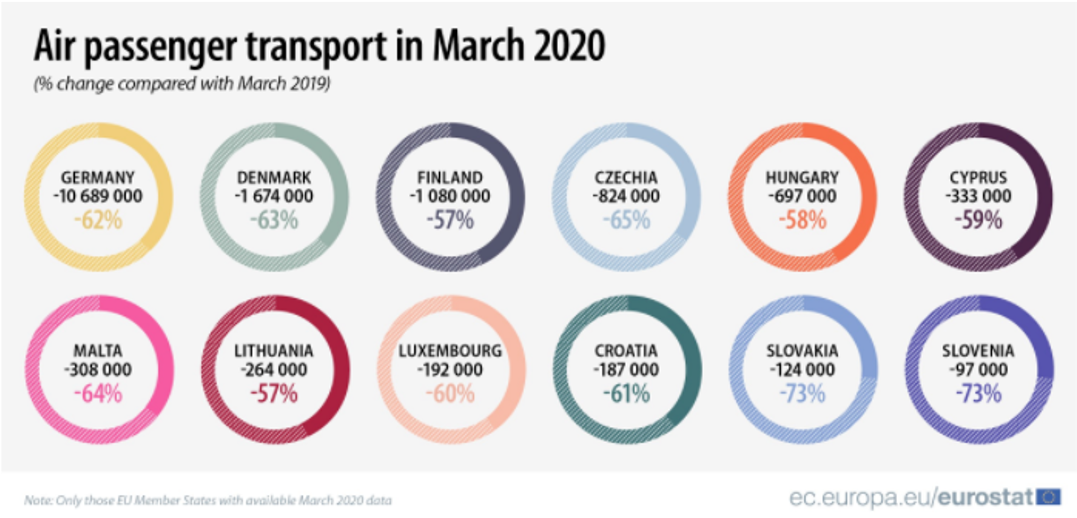 Air passenger transport in March 2020
(% change compared with March 2019)
GERMANY
-10 689 000
-62%
DENMARK
-1 674 000
-63%
FINLAND
-1 080 000
-57%
CZECHIA
-824 000
-65%
HUNGARY
-697 000
-58%
CYPRUS
-333 000
-59%
MALTA
-308 000
-64%
LITHUANIA
-264 000
-57%
LUXEMBOURG
-192 000
-60%
CROATIA
-187 000
-61%
SLOVAKIA
-124 000
-73%
SLOVENIA
-97 000
-73%
Note: Only those EU Member States with available March 2020 data
ec.europa.eu/eurostat